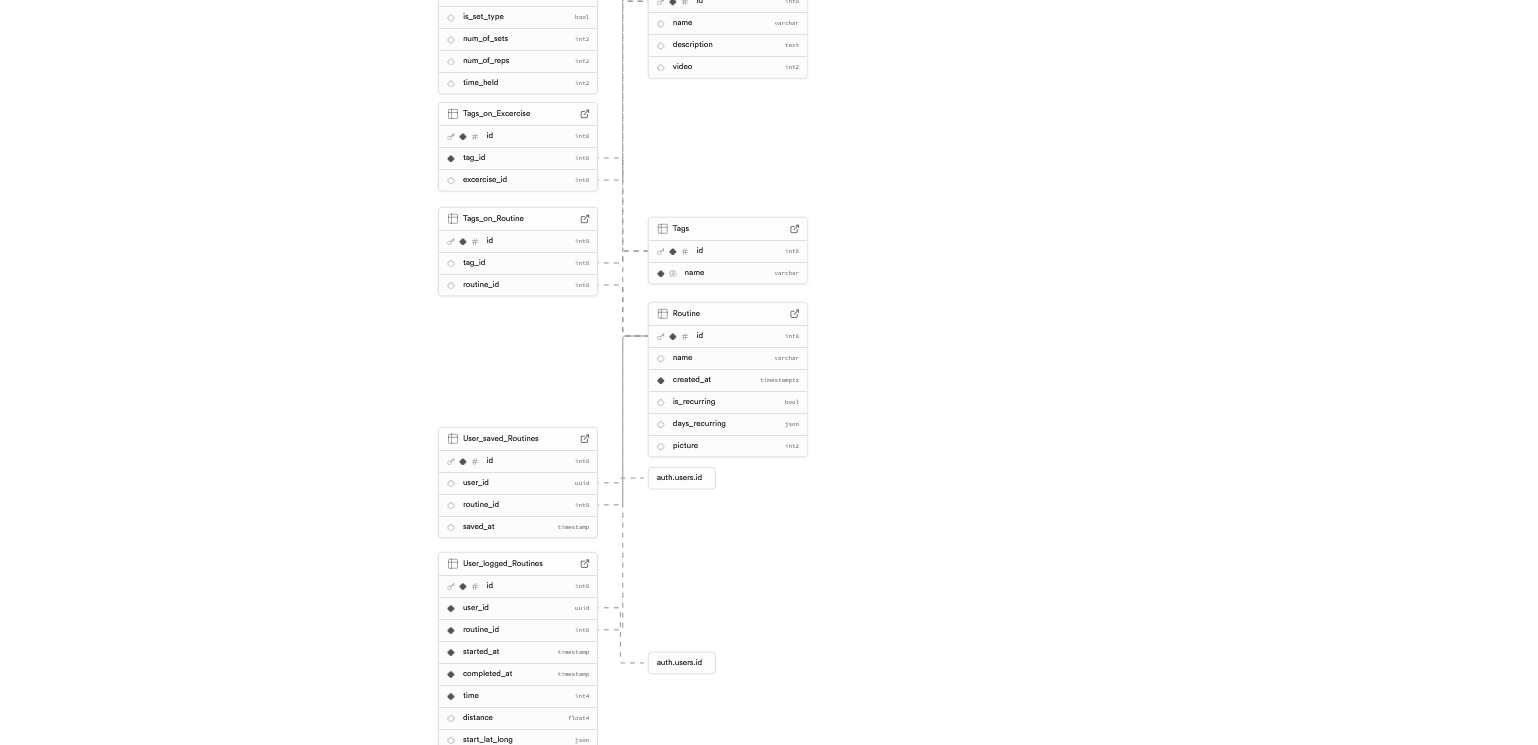 is_set_type bool
num_of_sets int2
num_of_reps int2
time_held int2
Tags_on_Excercise
# id int8
tag_id int8
excercise_id int8
Tags_on_Routine
# id int8
tag_id int8
routine_id int8
User_saved_Routines
# id int8
user_id uuid
routine_id int8
saved_at timestamp
User_logged_Routines
# id int8
user_id uuid
routine_id int8
started_at timestamp
completed_at timestamp
time int4
distance float4
start_lat_long json
# id int8
name varchar
description text
video int2
Tags
# id int8
name varchar
Routine
# id int8
name varchar
created_at timestamptz
is_recurring bool
days_recurring json
picture int2
auth.users.id
auth.users.id